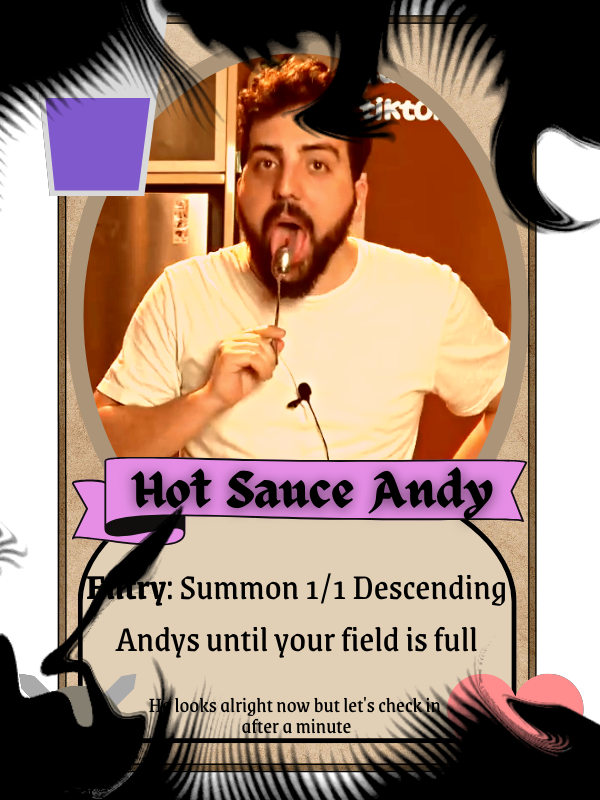 tikto
Hot Sauce Andy
Entry: Summon 1/1 Descending
Andys until your field is full
He looks alright now but let's check in
after a minute